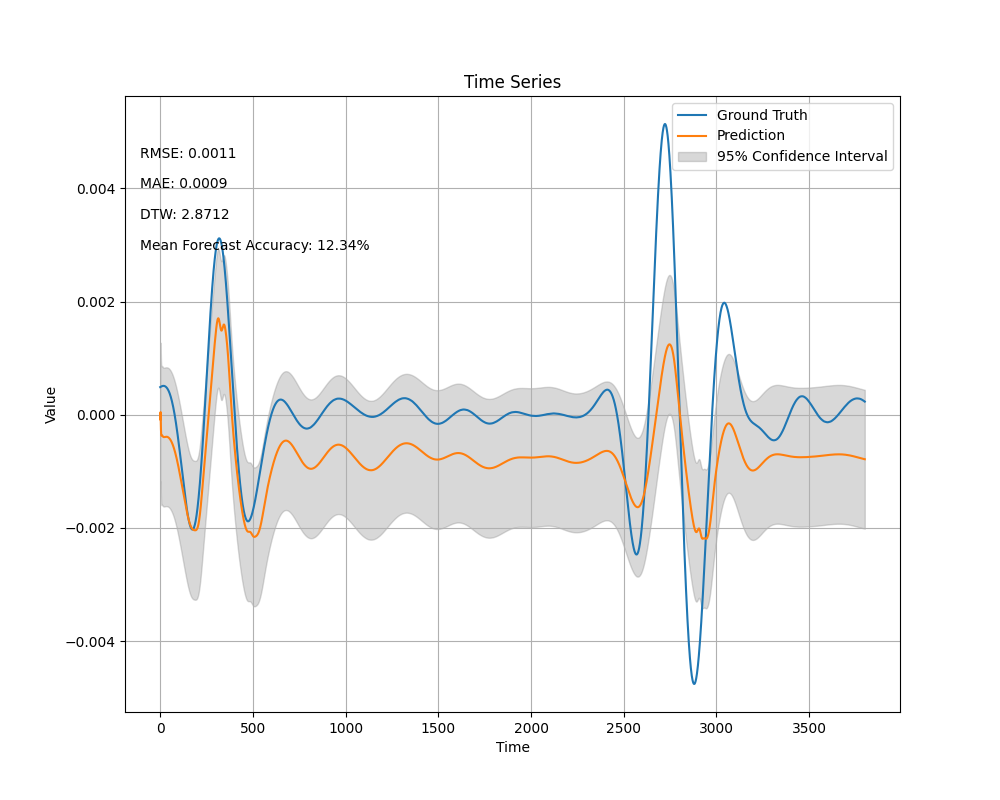 Time Series
Ground Truth
Prediction
95% Confidence Interval
RMSE: 0.0011
MAE: 0.0009
DTW: 2.8712
Mean Forecast Accuracy: 12.34%
0.004
0.002
0.000
−0.002
−0.004
Value
0 500 1000 1500 2000 2500 3000 3500
Time